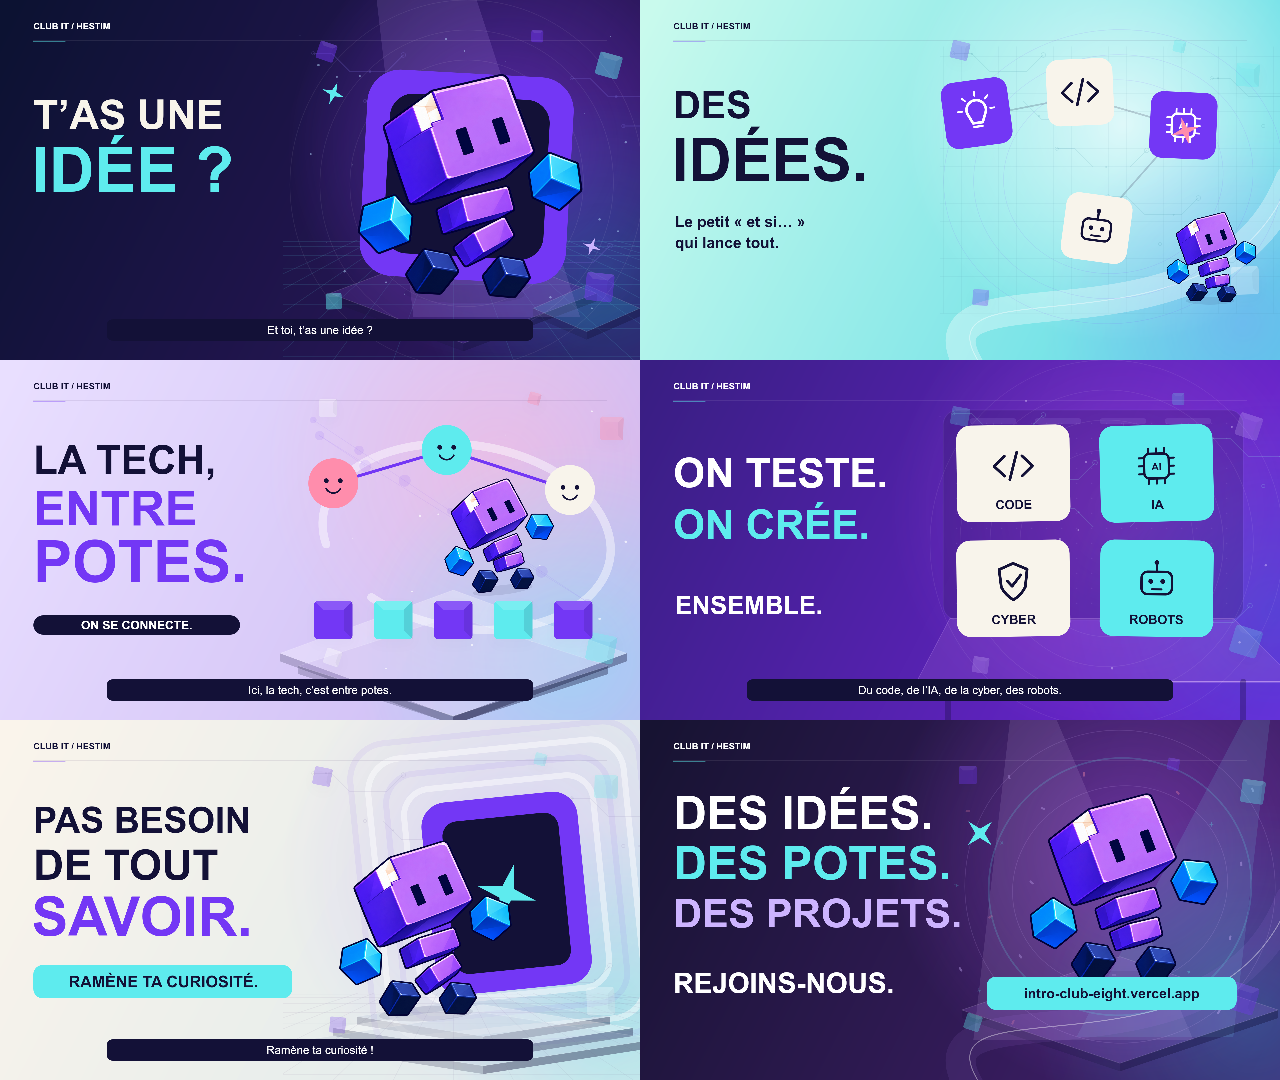 CLUB IT / HESTIM
T'AS UNE
IDÉE ?
Et toi, t'as une idée ?
CLUB IT / HESTIM
DES
IDÉES.
Le petit « et si... »
qui lance tout.
</>
CLUB IT / HESTIM
LA TECH,
ENTRE
POTES.
ON SE CONNECTE.
Ici, la tech, c'est entre potes.
CLUB IT / HESTIM
ON TESTE.
ON CRÉE.
ENSEMBLE.
</>
CODE
AI
IA
CYBER
ROBOTS
Du code, de l'IA, de la cyber, des robots.
CLUB IT / HESTIM
PAS BESOIN
DE TOUT
SAVOIR.
RAMÈNE TA CURIOSITÉ.
Ramène ta curiosité !
CLUB IT / HESTIM
DES IDÉES.
DES POTES.
DES PROJETS.
REJOINS-NOUS.
intro-club-eight.vercel.app